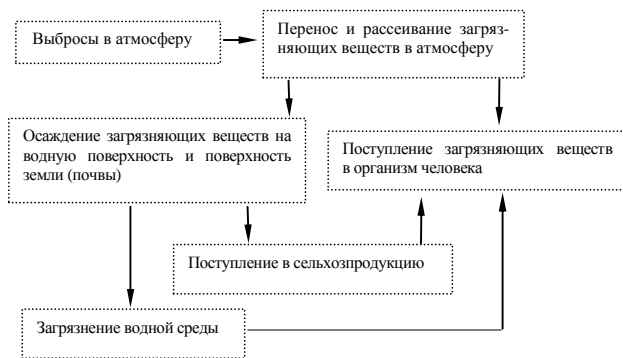 Выбросы в атмосферу
Перенос и рассеивание загряз-
няющих веществ в атмосферу
Осаждение загрязняющих веществ на
водную поверхность и поверхность
земли (почвы)
Поступление загрязняющих веществ
в организм человека
Поступление в сельхозпродукцию
Загрязнение водной среды